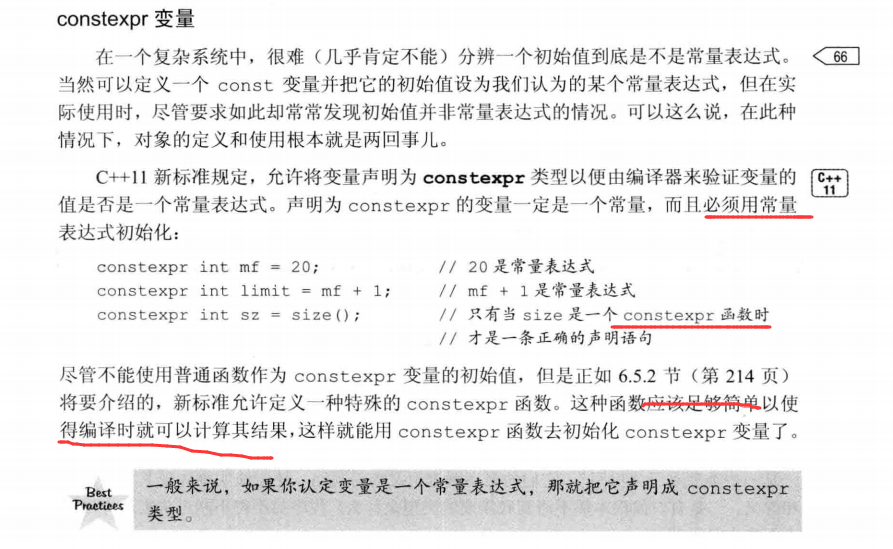 constexpr 变量
在一个复杂系统中，很难（几乎肯定不能）分辨一个初始值到底是不是常量表达式。
66
当然可以定义一个 const 变量并把它的初始值设为我们认为的某个常量表达式，但在实
际使用时，尽管要求如此却常常发现初始值并非常量表达式的情况。可以这么说，在此种
情况下，对象的定义和使用根本就是两回事儿。
C++11 新标准规定，允许将变量声明为 constexpr 类型以便由编译器来验证变量的
C++
11
值是否是一个常量表达式。声明为 constexpr 的变量一定是一个常量，而且必须用常量
表达式初始化：
constexpr int mf = 20; // 20 是常量表达式
constexpr int limit = mf + 1; // mf + 1 是常量表达式
constexpr int sz = size(); // 只有当 size 是一个 constexpr 函数时
// 才是一条正确的声明语句
尽管不能使用普通函数作为 constexpr 变量的初始值，但是正如 6.5.2 节（第 214 页）
将要介绍的，新标准允许定义一种特殊的 constexpr 函数。这种函数应该足够简单以使
得编译时就可以计算其结果，这样就能用 constexpr 函数去初始化 constexpr 变量了。
Best
Practices
一般来说，如果你认定变量是一个常量表达式，那就把它声明成 constexpr
类型。